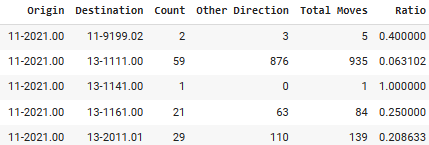 Origin Destination Count Other Direction Total Moves Ratio
11-2021.00 11-9199.02 2 3 5 0.400000
11-2021.00 13-1111.00 59 876 935 0.063102
11-2021.00 13-1141.00 1 0 1 1.000000
11-2021.00 13-1161.00 21 63 84 0.250000
11-2021.00 13-2011.01 29 110 139 0.208633